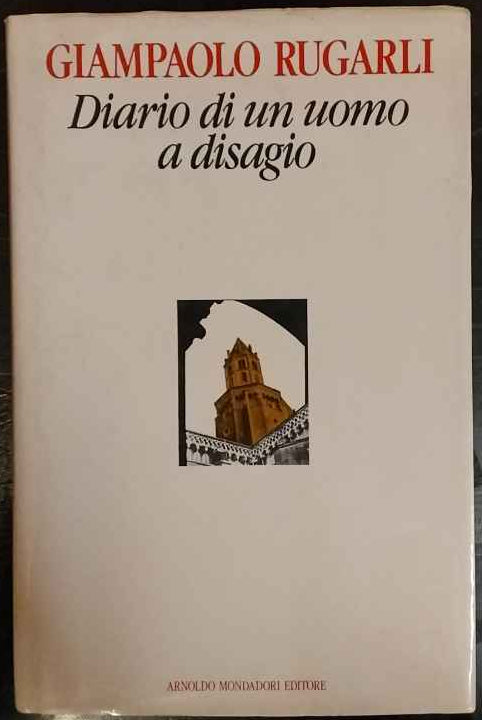 GIAMPAOLO RUGARLI
Diario di un uomo
a disagio
ARNOLDO MONDADORI EDITORE